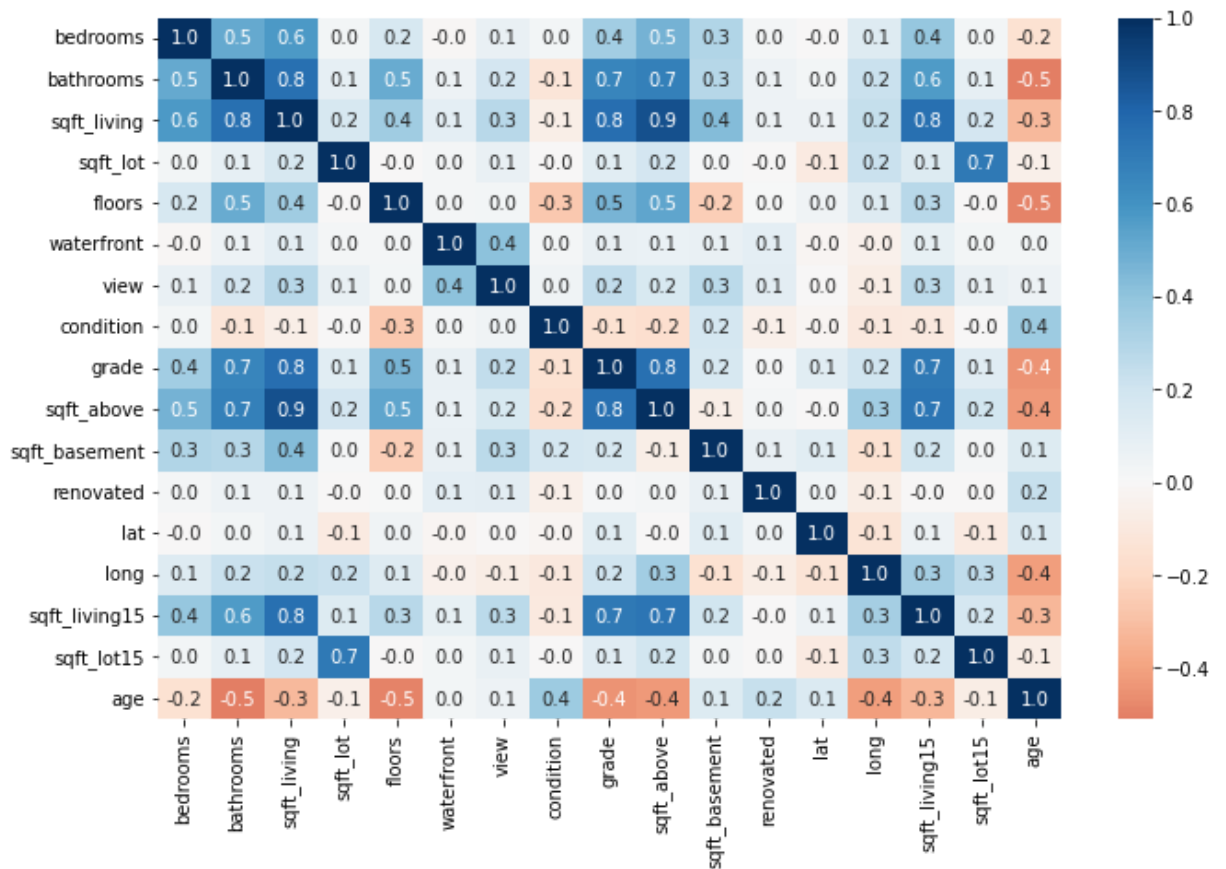 bedrooms 1.0 0.5 0.6 0.0 0.2 -0.0 0.1 0.0 0.4 0.5 0.3 0.0 -0.0 0.1 0.4 0.0 -0.2
bathrooms 0.5 1.0 0.8 0.1 0.5 0.1 0.2 -0.1 0.7 0.7 0.3 0.1 0.0 0.2 0.6 0.1 -0.5
sqft_living 0.6 0.8 1.0 0.2 0.4 0.1 0.3 -0.1 0.8 0.9 0.4 0.1 0.1 0.2 0.8 0.2 -0.3
sqft_lot 0.0 0.1 0.2 1.0 -0.0 0.0 0.1 -0.0 0.1 0.2 0.0 -0.0 -0.1 0.2 0.1 0.7 -0.1
floors 0.2 0.5 0.4 -0.0 1.0 0.0 0.0 -0.3 0.5 0.5 -0.2 0.0 0.0 0.1 0.3 -0.0 -0.5
waterfront -0.0 0.1 0.1 0.0 0.0 1.0 0.4 0.0 0.1 0.1 0.1 0.1 -0.0 -0.0 0.1 0.0 0.0
view 0.1 0.2 0.3 0.1 0.0 0.4 1.0 0.0 0.2 0.2 0.3 0.1 0.0 -0.1 0.3 0.1 0.1
condition 0.0 -0.1 -0.1 -0.0 -0.3 0.0 0.0 1.0 -0.1 -0.2 0.2 -0.1 -0.0 -0.1 -0.1 -0.0 0.4
grade 0.4 0.7 0.8 0.1 0.5 0.1 0.2 -0.1 1.0 0.8 0.2 0.0 0.1 0.2 0.7 0.1 -0.4
sqft_above 0.5 0.7 0.9 0.2 0.5 0.1 0.2 -0.2 0.8 1.0 -0.1 0.0 -0.0 0.3 0.7 0.2 -0.4
sqft_basement 0.3 0.3 0.4 0.0 -0.2 0.1 0.3 0.2 0.2 -0.1 1.0 0.1 0.1 -0.1 0.2 0.0 0.1
renovated 0.0 0.1 0.1 -0.0 0.0 0.1 0.1 -0.1 0.0 0.0 0.1 1.0 0.0 -0.1 -0.0 0.0 0.2
lat -0.0 0.0 0.1 -0.1 0.0 -0.0 0.0 -0.0 0.1 -0.0 0.1 0.0 1.0 -0.1 0.1 -0.1 0.1
long 0.1 0.2 0.2 0.2 0.1 -0.0 -0.1 -0.1 0.2 0.3 -0.1 -0.1 -0.1 1.0 0.3 0.3 -0.4
sqft_living15 0.4 0.6 0.8 0.1 0.3 0.1 0.3 -0.1 0.7 0.7 0.2 -0.0 0.1 0.3 1.0 0.2 -0.3
sqft_lot15 0.0 0.1 0.2 0.7 -0.0 0.0 0.1 -0.0 0.1 0.2 0.0 0.0 -0.1 0.3 0.2 1.0 -0.1
age -0.2 -0.5 -0.3 -0.1 -0.5 0.0 0.1 0.4 -0.4 -0.4 0.1 0.2 0.1 -0.4 -0.3 -0.1 1.0
bedrooms
bathrooms
sqft_living
sqft_lot
floors
waterfront
view
condition
grade
sqft_above
sqft_basement
renovated
lat
long
sqft_living15
sqft_lot15
age
1.0
0.8
0.6
0.4
0.2
0.0
−0.2
−0.4